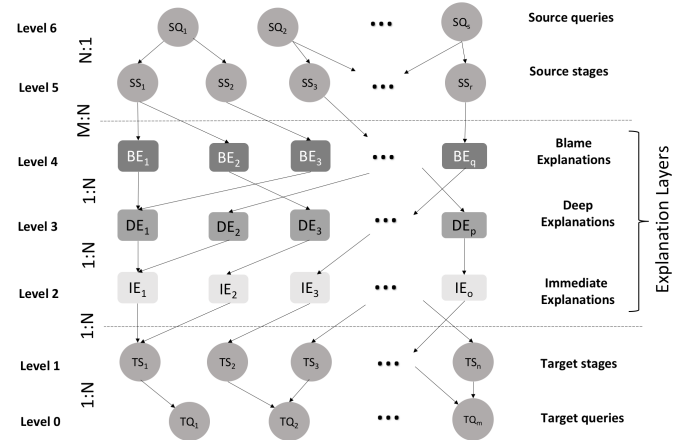 Level 6
SQ1
SQ2
...
SQs
Source queries
N:1
Level 5
SS1
SS2
SS3
...
SSr
Source stages
M:N
Level 4
BE1
BE2
BE3
...
BEq
Blame
Explanations
1:N
Level 3
DE1
DE2
DE3
...
DEp
Deep
Explanations
Explanation Layers
1:N
Level 2
IE1
IE2
IE3
...
IEo
Immediate
Explanations
1:N
Level 1
TS1
TS2
TS3
...
TSn
Target stages
1:N
Level 0
TQ1
TQ2
...
TQm
Target queries